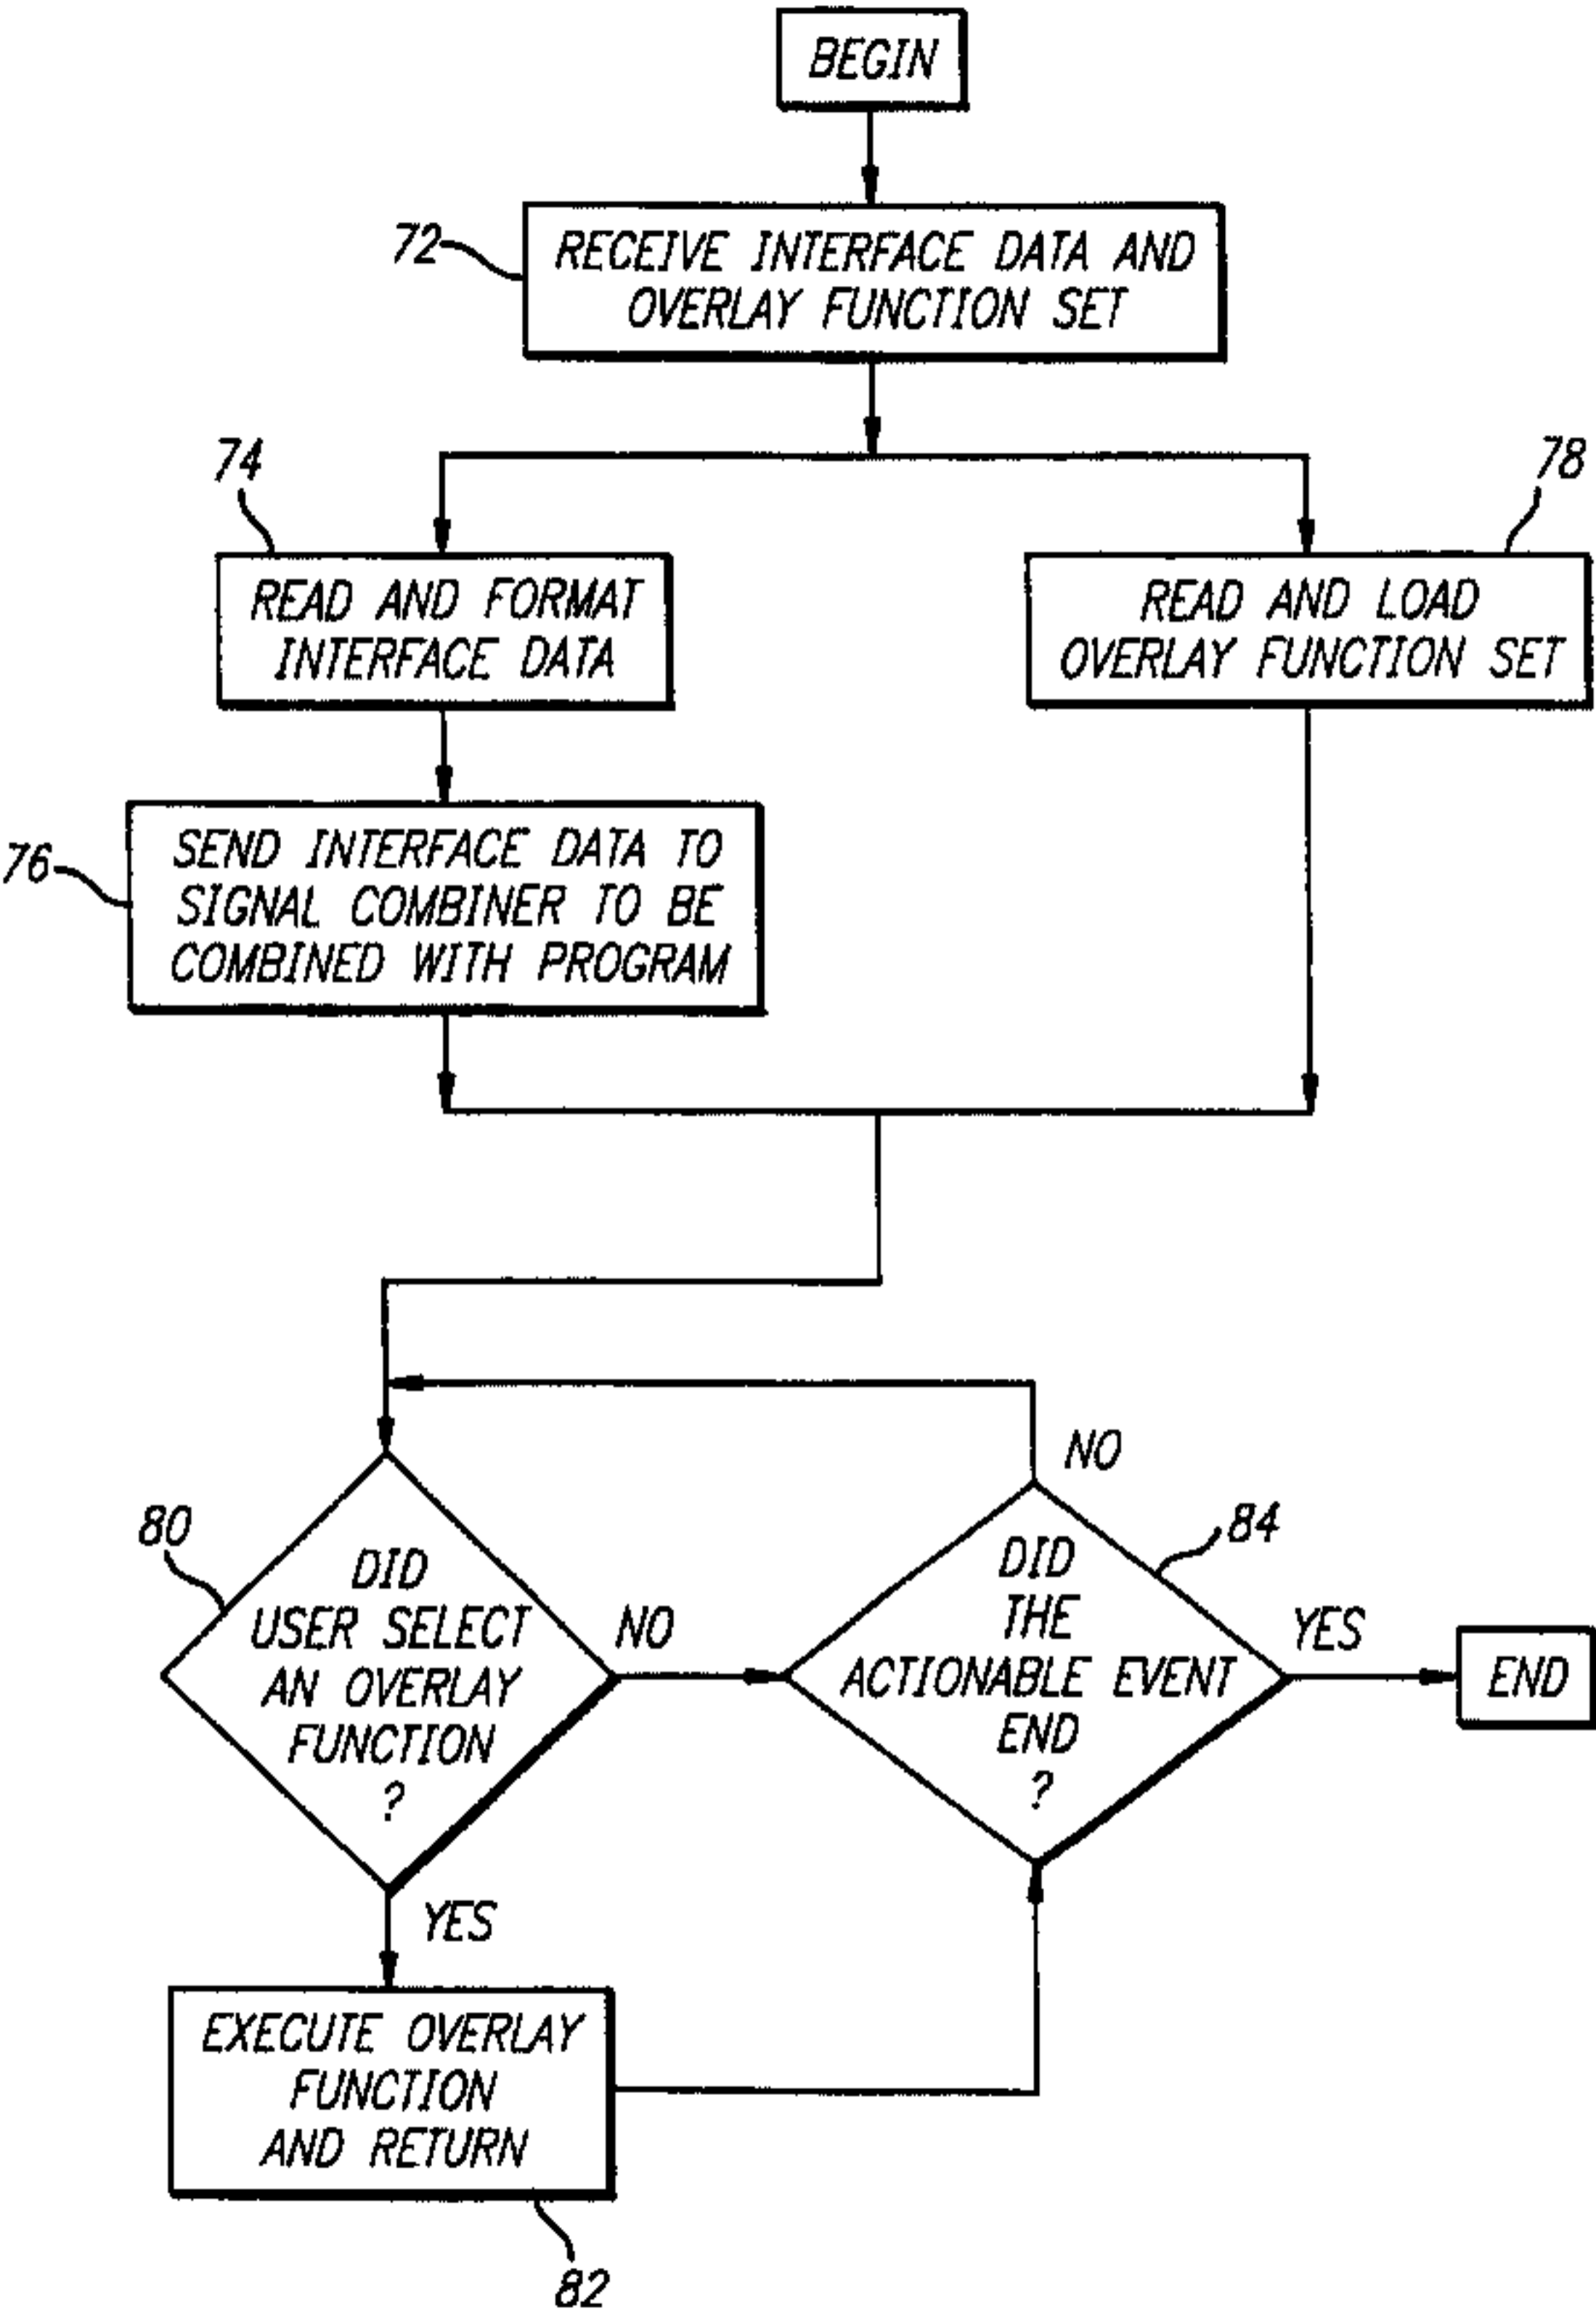 BEGIN
72
RECEIVE INTERFACE DATA AND
OVERLAY FUNCTION SET
74
READ AND FORMAT
INTERFACE DATA
78
READ AND LOAD
OVERLAY FUNCTION SET
76
SEND INTERFACE DATA TO
SIGNAL COMBINER TO BE
COMBINED WITH PROGRAM
80
DID
USER SELECT
AN OVERLAY
FUNCTION
?
NO
YES
84
DID
THE
ACTIONABLE EVENT
END
?
NO
YES
END
EXECUTE OVERLAY
FUNCTION
AND RETURN
82